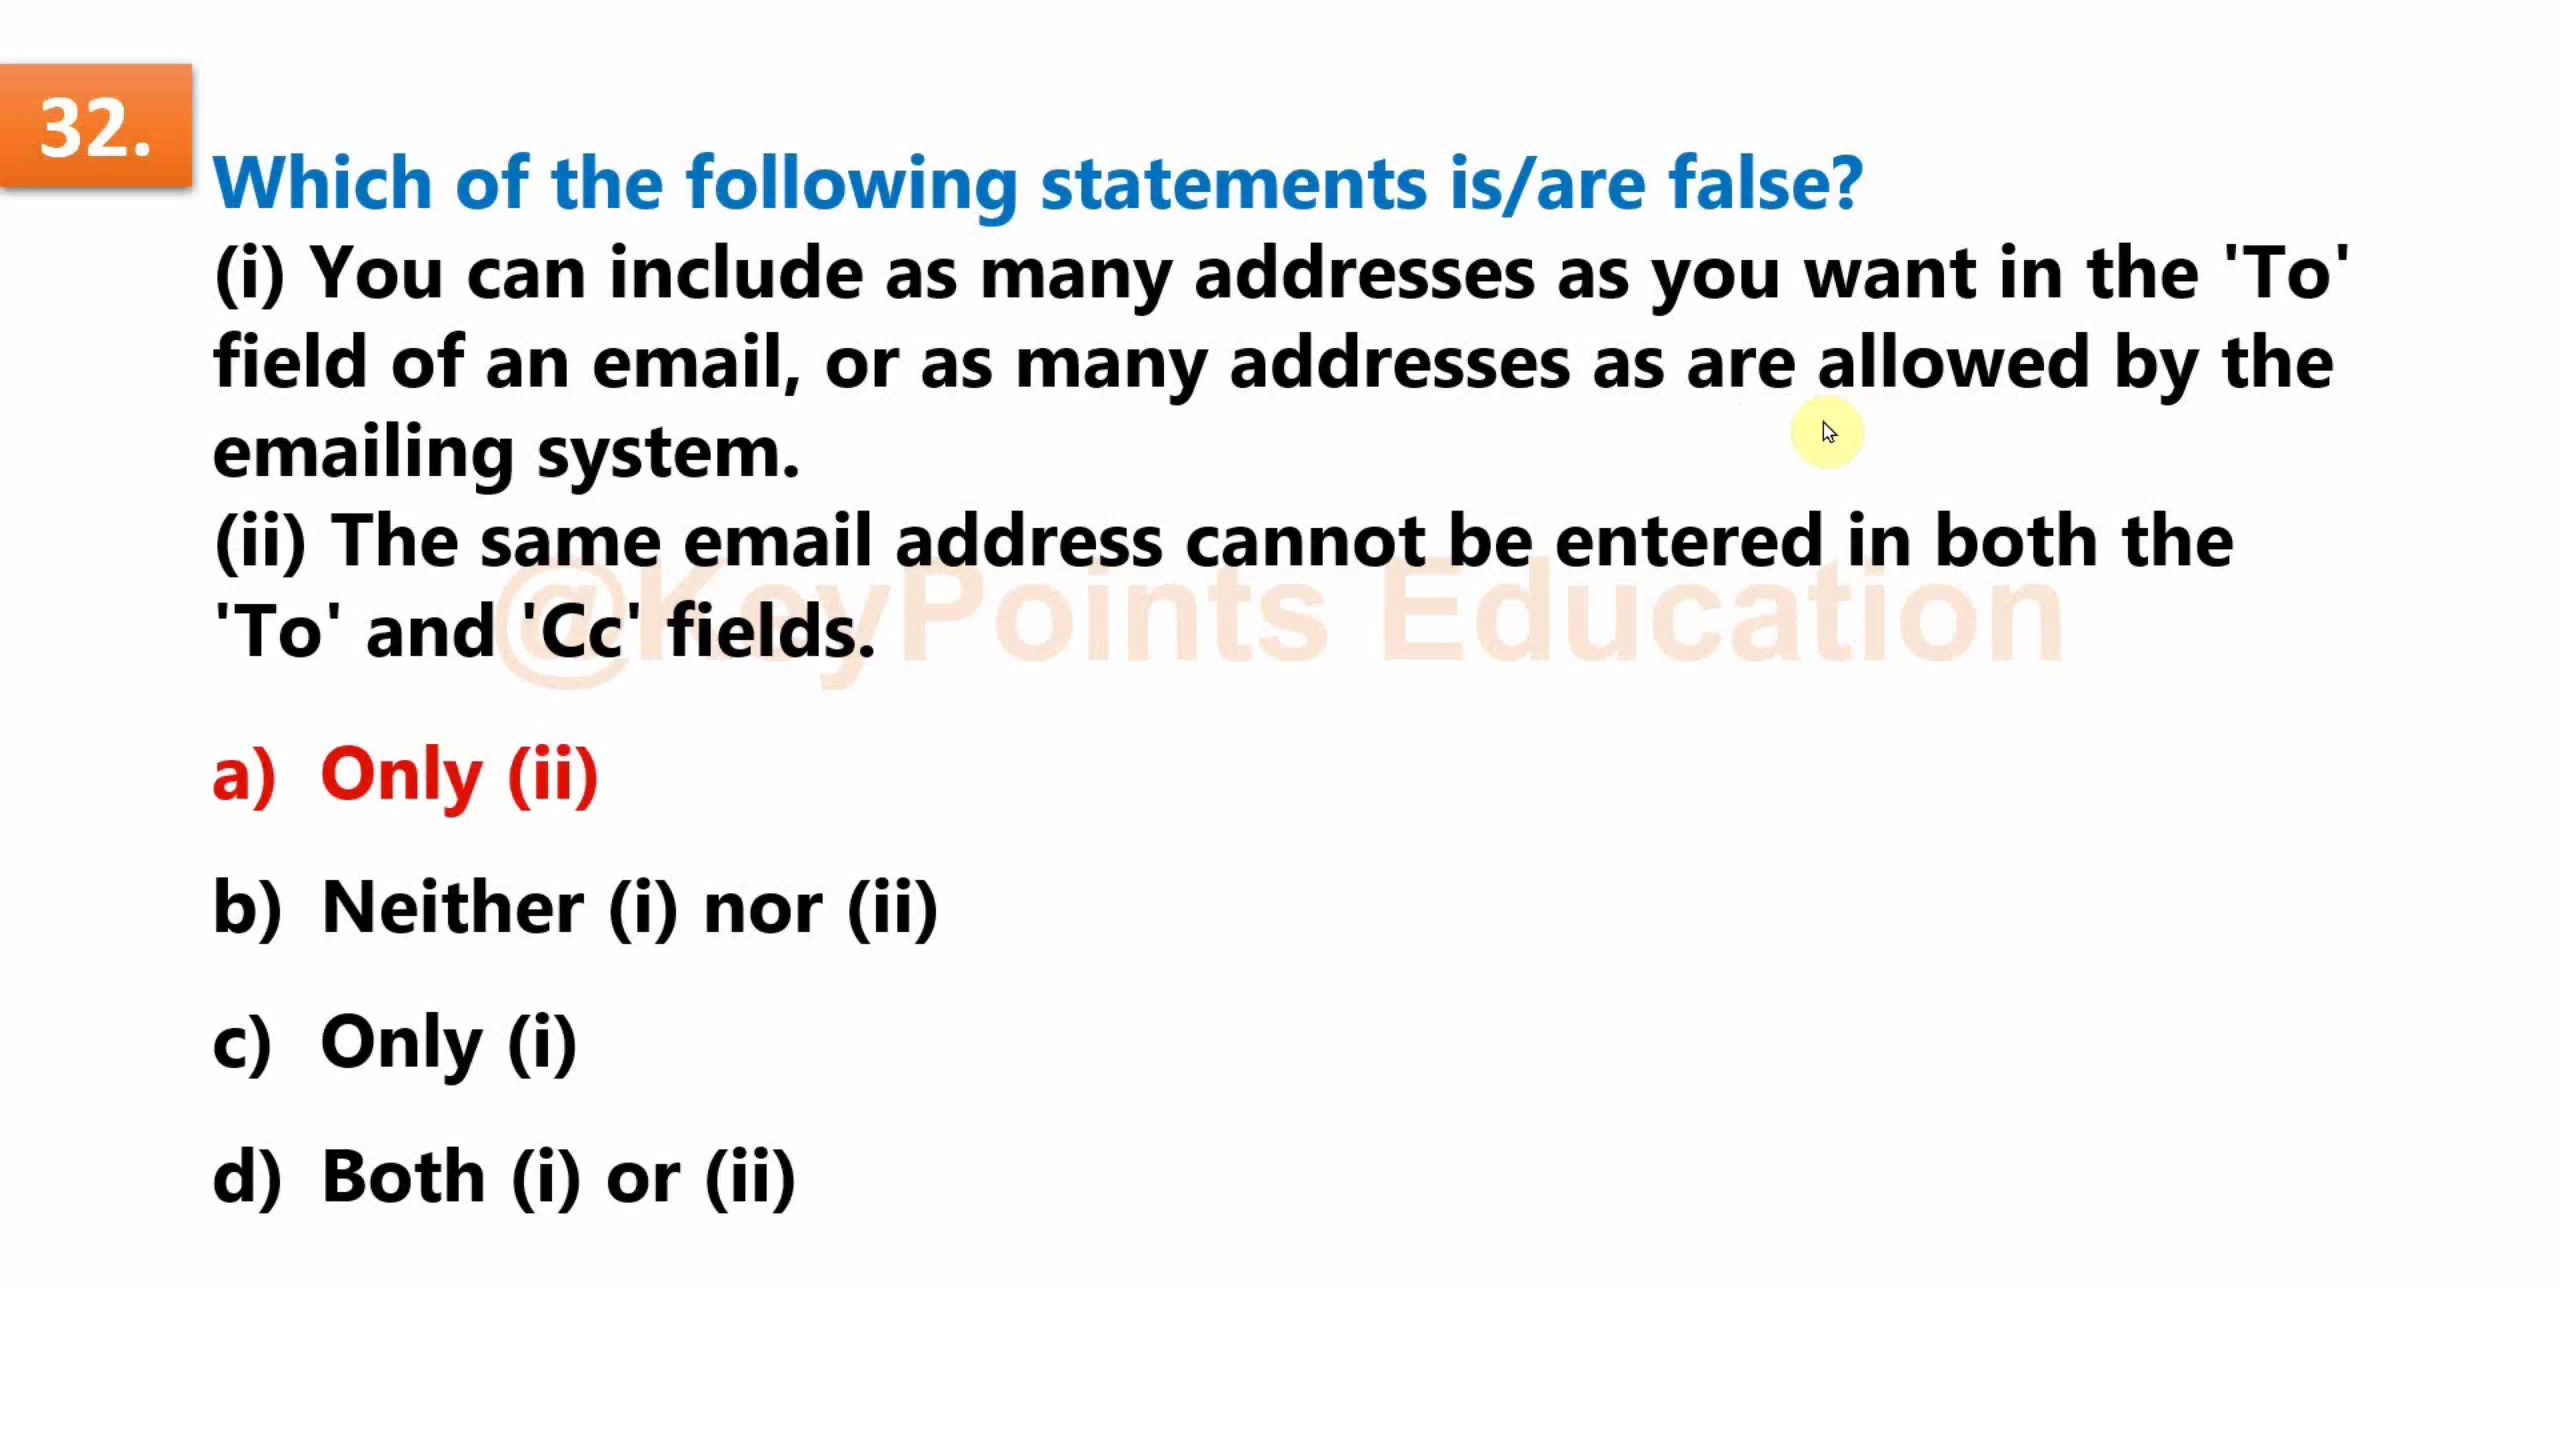 32.
Which of the following statements is/are false?
(i) You can include as many addresses as you want in the 'To'
field of an email, or as many addresses as are allowed by the
emailing system.
(ii) The same email address cannot be entered in both the
'To' and 'Cc' fields.
@KeyPoints Education
a) Only (ii)
b) Neither (i) nor (ii)
c) Only (i)
d) Both (i) or (ii)